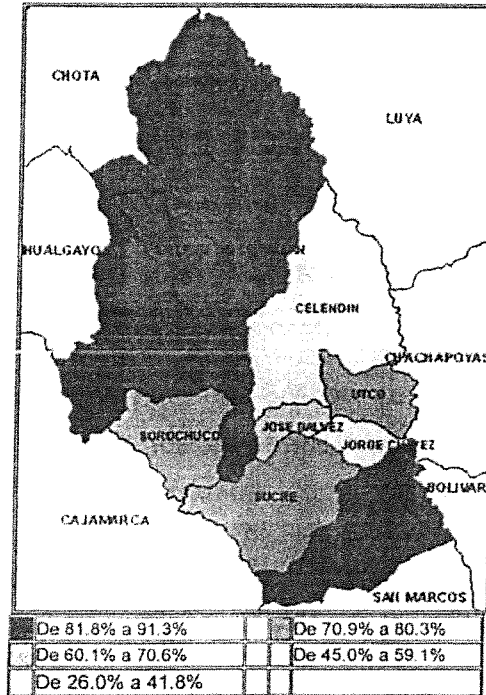 CHOTA
LUYA
HUALGAYO
CELENDIN
CHACHAPOYAS
UTCO
SOROCHUCO
JOSE GALVEZ
JORGE CHAVEZ
BOLIVAR
SUCRE
CAJAMARCA
SAN MARCOS
De 81.8% a 91.3%
De 70.9% a 80.3%
De 60.1% a 70.6%
De 45.0% a 59.1%
De 26.0% a 41.8%